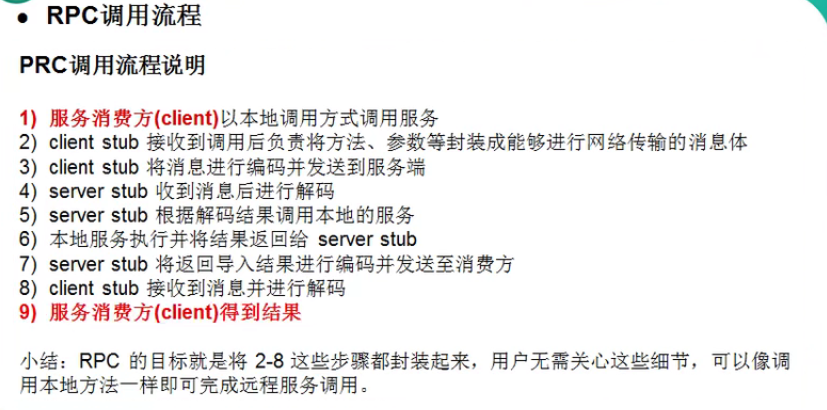 ● RPC调用流程
PRC调用流程说明
1) 服务消费方(client)以本地调用方式调用服务
2) client stub 接收到调用后负责将方法、参数等封装成能够进行网络传输的消息体
3) client stub 将消息进行编码并发送到服务端
4) server stub 收到消息后进行解码
5) server stub 根据解码结果调用本地的服务
6) 本地服务执行并将结果返回给 server stub
7) server stub 将返回导入结果进行编码并发送至消费方
8) client stub 接收到消息并进行解码
9) 服务消费方(client)得到结果
小结：RPC 的目标就是将 2-8 这些步骤都封装起来，用户无需关心这些细节，可以像调
用本地方法一样即可完成远程服务调用。